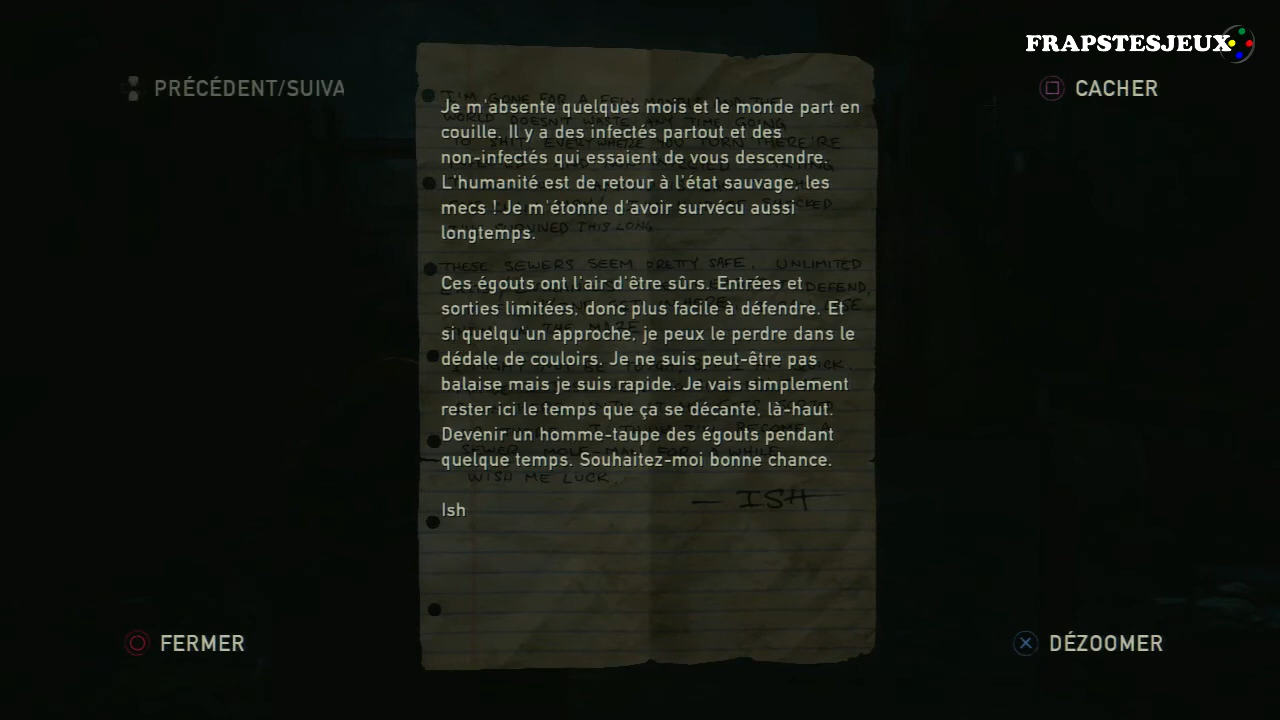 FRAPSTESJEUX
PRÉCÉDENT/SUIVA
CACHER
Je m'absente quelques mois et le monde part en
couille. Il y a des infectés partout et des
non-infectés qui essaient de vous descendre.
L'humanité est de retour à l'état sauvage, les
mecs ! Je m'étonne d'avoir survécu aussi
longtemps.
Ces égouts ont l'air d'être sûrs. Entrées et
sorties limitées, donc plus facile à défendre. Et
si quelqu'un approche, je peux le perdre dans le
dédale de couloirs. Je ne suis peut-être pas
balaise mais je suis rapide. Je vais simplement
rester ici le temps que ça se décante, là-haut.
Devenir un homme-taupe des égouts pendant
quelque temps. Souhaitez-moi bonne chance.
WISH ME LUCK.
— ISH
Ish
FERMER
DÉZOOMER